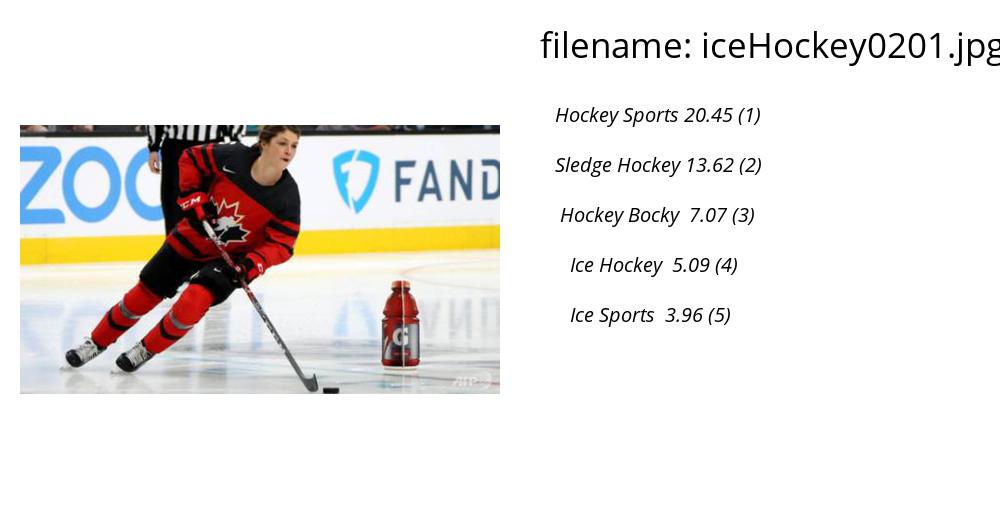 filename: iceHockey0201.jpg
Hockey Sports 20.45 (1)
Sledge Hockey 13.62 (2)
Hockey Bocky 7.07 (3)
Ice Hockey 5.09 (4)
Ice Sports 3.96 (5)
ZOO
FAND
CCM
G
AFP